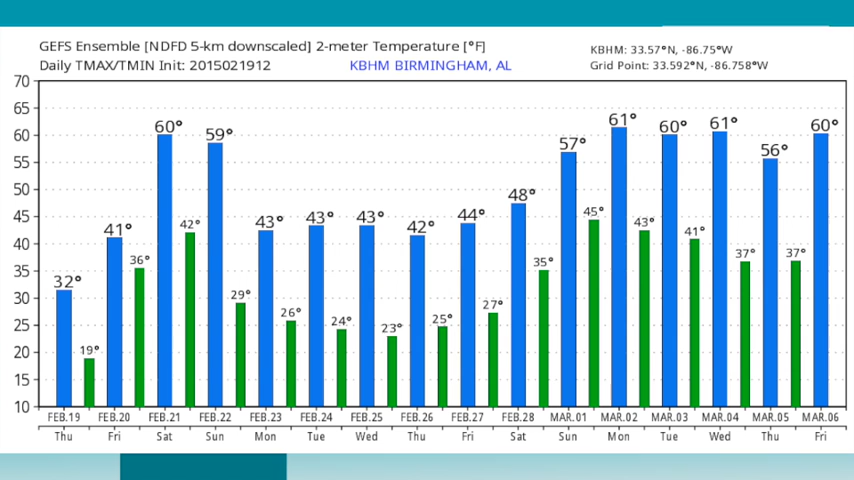 GEFS Ensemble [NDFD 5-km downscaled] 2-meter Temperature [°F]
KBHM: 33.57°N, -86.75°W
Daily TMAX/TMIN Init: 2015021912
KBHM BIRMINGHAM, AL
Grid Point: 33.592°N, -86.758°W
70
65
60
55
50
45
40
35
30
25
20
15
10
32° 19° 41° 36° 60° 42° 59° 29° 43° 26° 43° 24° 43° 23° 42° 25° 44° 27° 48° 35° 57° 45° 61° 43° 60° 41° 61° 37° 56° 37° 60°
FEB.19 FEB.20 FEB.21 FEB.22 FEB.23 FEB.24 FEB.25 FEB.26 FEB.27 FEB.28 MAR.01 MAR.02 MAR.03 MAR.04 MAR.05 MAR.06
Thu Fri Sat Sun Mon Tue Wed Thu Fri Sat Sun Mon Tue Wed Thu Fri